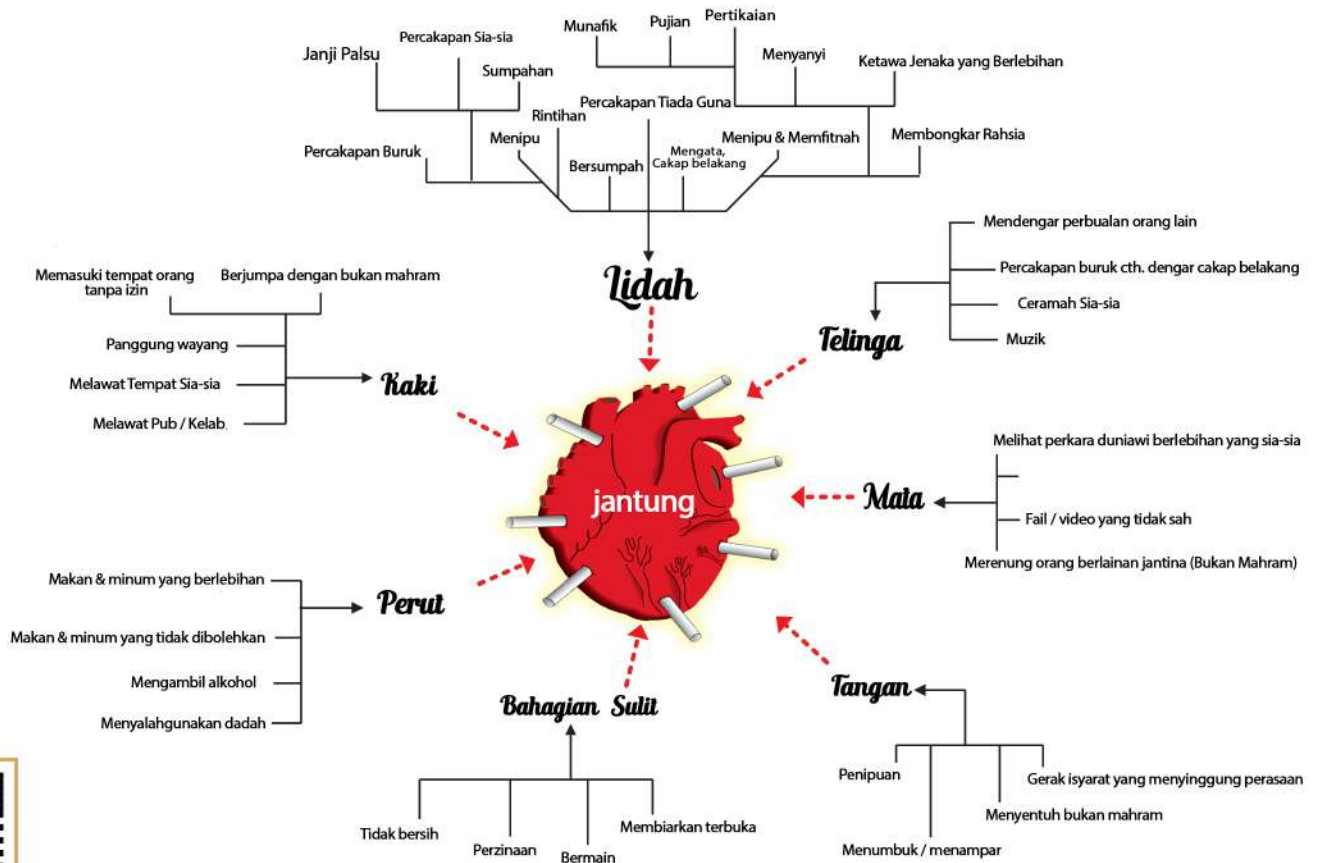 Munafik
Pujian
Pertikaian
Janji Palsu
Percakapan Sia-sia
Sumpahan
Menyanyi
Ketawa Jenaka yang Berlebihan
Percakapan Buruk
Menipu
Rintihan
Bersumpah
Percakapan Tiada Guna
Mengata,
Cakap belakang
Menipu & Memfitnah
Membongkar Rahsia
Lidah
Mendengar perbualan orang lain
Percakapan buruk cth. dengar cakap belakang
Ceramah Sia-sia
Muzik
Telinga
Memasuki tempat orang
tanpa izin
Berjumpa dengan bukan mahram
Panggung wayang
Melawat Tempat Sia-sia
Melawat Pub / Kelab.
Kaki
jantung
Melihat perkara duniawi berlebihan yang sia-sia
Fail / video yang tidak sah
Merenung orang berlainan jantina (Bukan Mahram)
Mata
Makan & minum yang berlebihan
Makan & minum yang tidak dibolehkan
Mengambil alkohol
Menyalahgunakan dadah
Perut
Bahagian Sulit
Tidak bersih
Perzinaan
Bermain
Membiarkan terbuka
Tangan
Penipuan
Menumbuk / menampar
Menyentuh bukan mahram
Gerak isyarat yang menyinggung perasaan